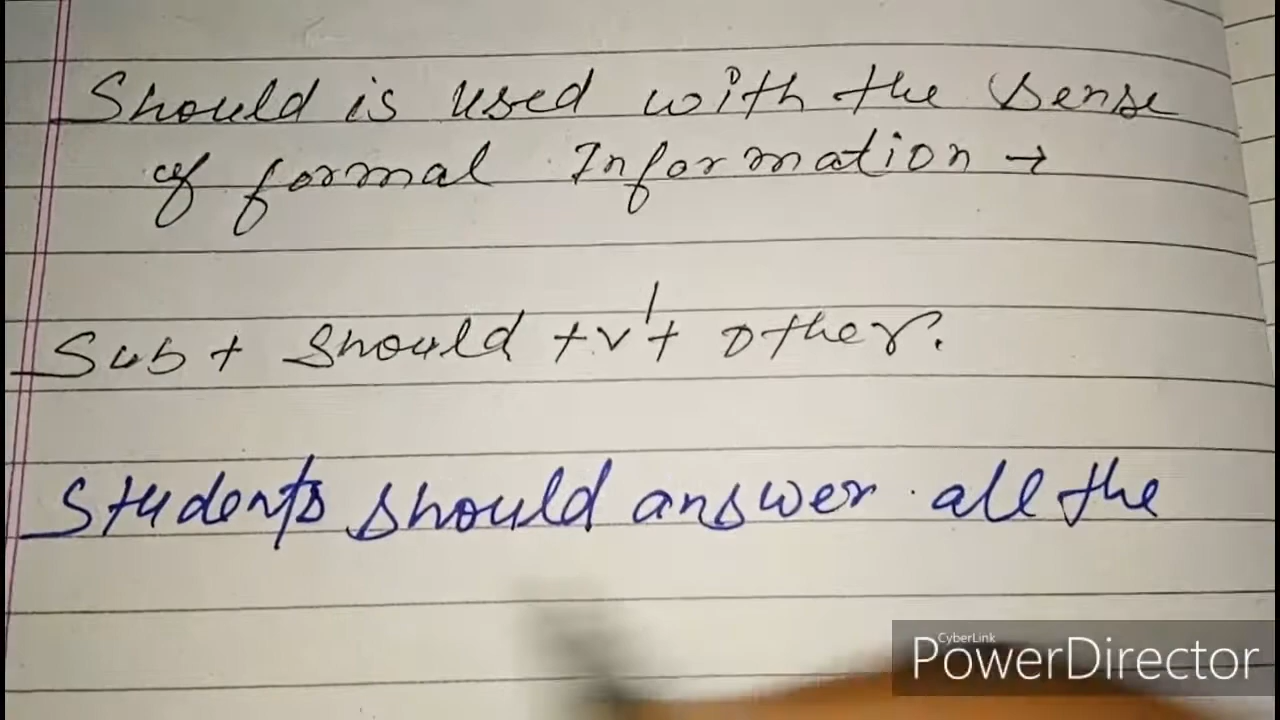 Should is used with the sense
of formal Information →
Sub + should + v¹ + other.
Students should answer all the
CyberLink
PowerDirector